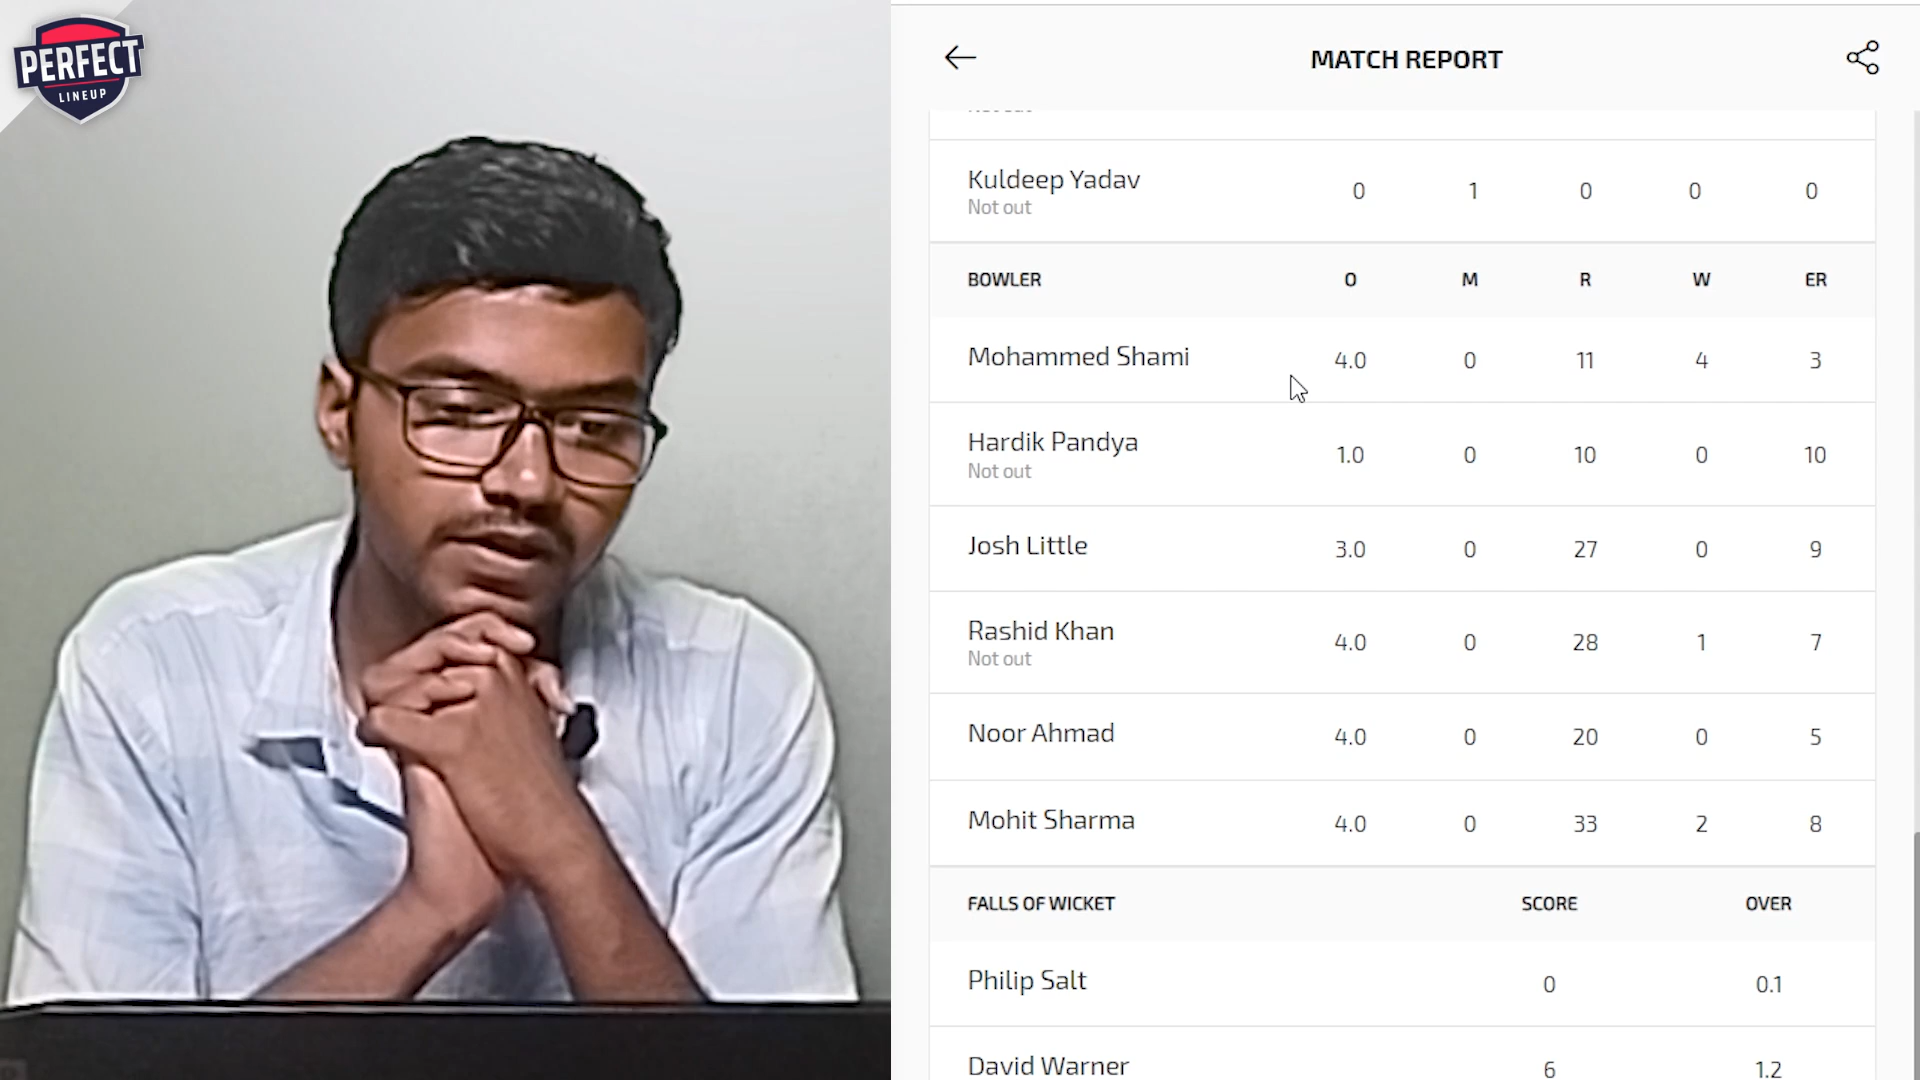 PERFECT
LINEUP
MATCH REPORT
Kuldeep Yadav 0 1 0 0 0
Not out
BOWLER O M R W ER
Mohammed Shami 4.0 0 11 4 3
Hardik Pandya 1.0 0 10 0 10
Not out
Josh Little 3.0 0 27 0 9
Rashid Khan 4.0 0 28 1 7
Not out
Noor Ahmad 4.0 0 20 0 5
Mohit Sharma 4.0 0 33 2 8
FALLS OF WICKET SCORE OVER
Philip Salt 0 0.1
David Warner 6 1.2